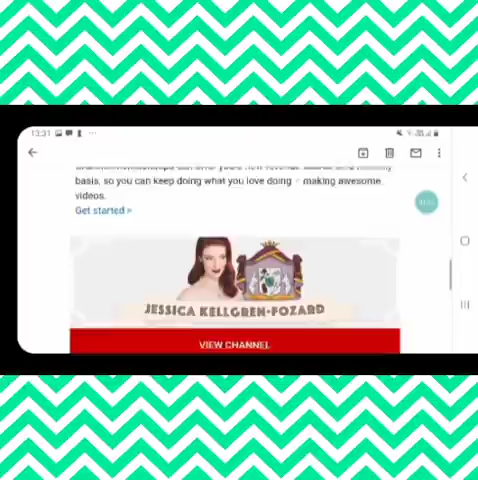 13:31
basis, so you can keep doing what you love doing - making awesome
videos.
Get started >
JESSICA KELLGREN-FOZARD
VIEW CHANNEL